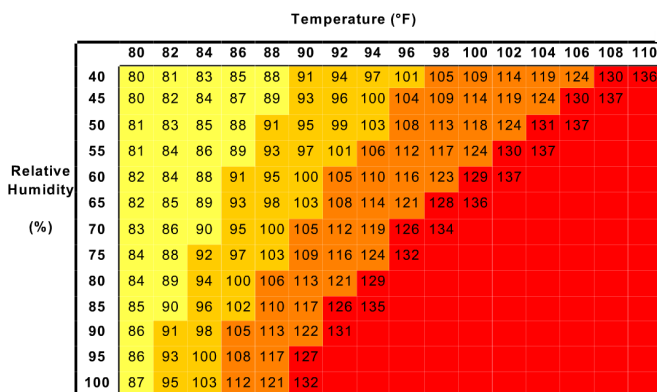 Temperature (°F)
80 82 84 86 88 90 92 94 96 98 100 102 104 106 108 110
40 80 81 83 85 88 91 94 97 101 105 109 114 119 124 130 136
45 80 82 84 87 89 93 96 100 104 109 114 119 124 130 137
50 81 83 85 88 91 95 99 103 108 113 118 124 131 137
55 81 84 86 89 93 97 101 106 112 117 124 130 137
Relative
Humidity
(%)
60 82 84 88 91 95 100 105 110 116 123 129 137
65 82 85 89 93 98 103 108 114 121 128 136
70 83 86 90 95 100 105 112 119 126 134
75 84 88 92 97 103 109 116 124 132
80 84 89 94 100 106 113 121 129
85 85 90 96 102 110 117 126 135
90 86 91 98 105 113 122 131
95 86 93 100 108 117 127
100 87 95 103 112 121 132